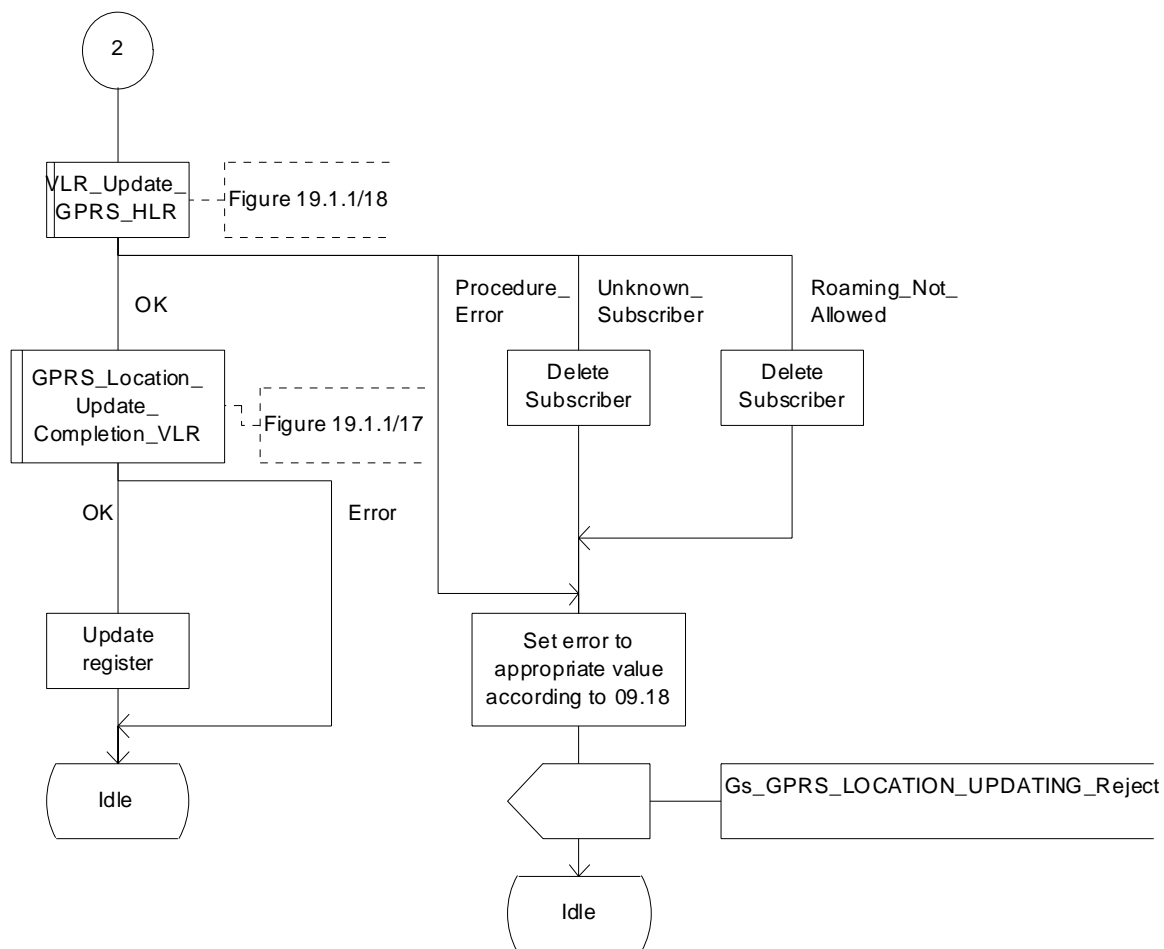 2
VLR_Update_
GPRS_HLR
Figure 19.1.1/18
OK
Procedure_
Error
Unknown_
Subscriber
Roaming_Not_
Allowed
GPRS_Location_
Update_
Completion_VLR
Figure 19.1.1/17
Delete
Subscriber
Delete
Subscriber
OK
Error
Update
register
Set error to
appropriate value
according to 09.18
Idle
Gs_GPRS_LOCATION_UPDATING_Reject
Idle